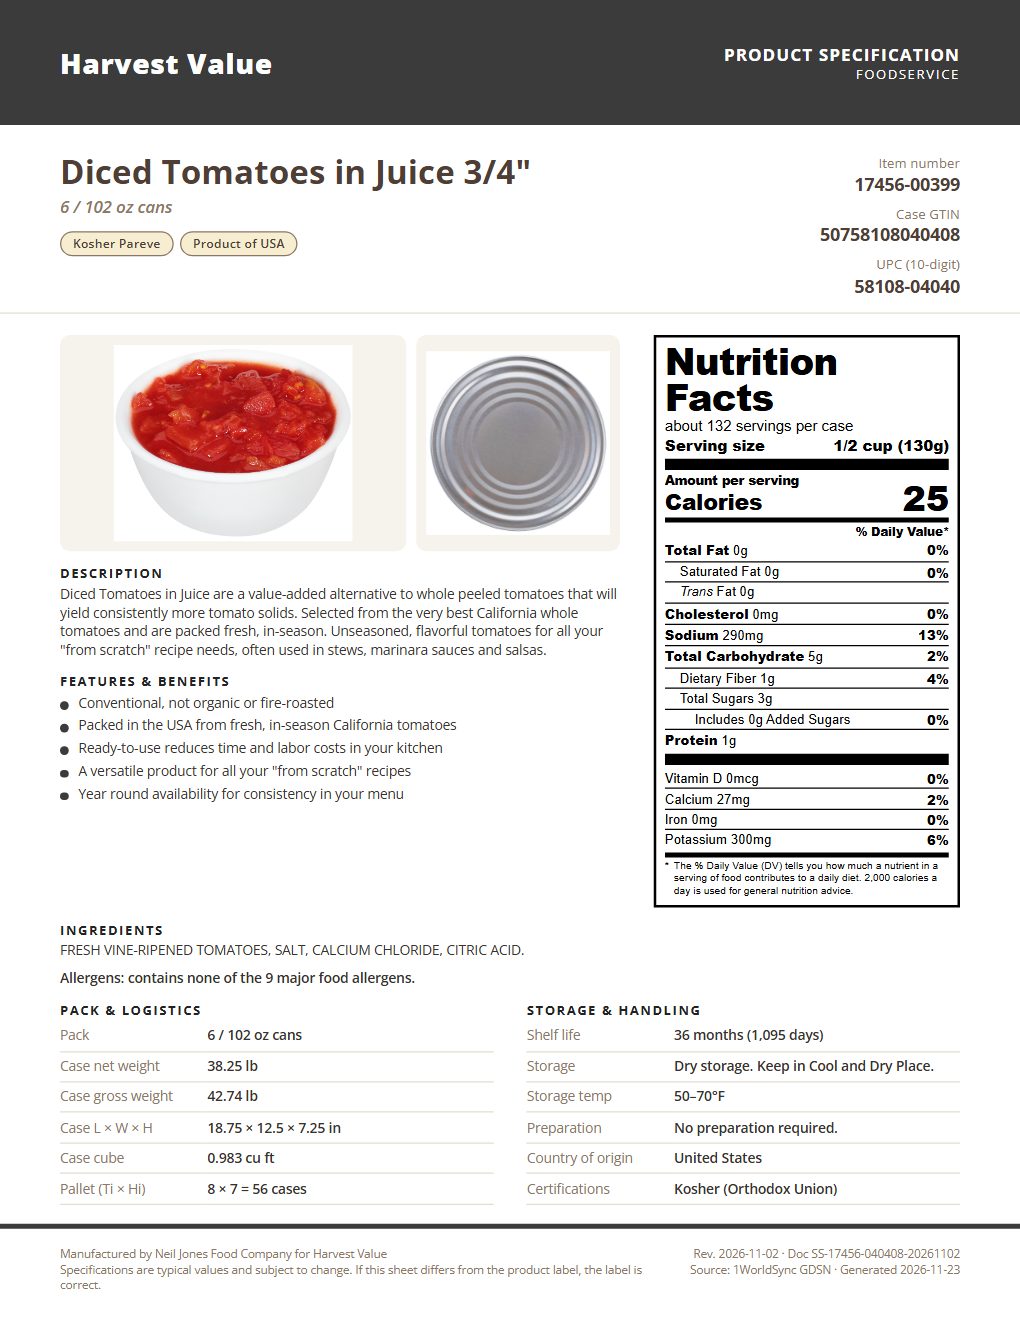 Harvest Value
PRODUCT SPECIFICATION
FOODSERVICE
Diced Tomatoes in Juice 3/4"
6 / 102 oz cans
Kosher Pareve
Product of USA
Item number
17456-00399
Case GTIN
50758108040408
UPC (10-digit)
58108-04040
DESCRIPTION
Diced Tomatoes in Juice are a value-added alternative to whole peeled tomatoes that will
yield consistently more tomato solids. Selected from the very best California whole
tomatoes and are packed fresh, in-season. Unseasoned, flavorful tomatoes for all your
"from scratch" recipe needs, often used in stews, marinara sauces and salsas.
FEATURES & BENEFITS
Conventional, not organic or fire-roasted
Packed in the USA from fresh, in-season California tomatoes
Ready-to-use reduces time and labor costs in your kitchen
A versatile product for all your "from scratch" recipes
Year round availability for consistency in your menu
Nutrition
Facts
about 132 servings per case
Serving size 1/2 cup (130g)
Amount per serving
Calories 25
% Daily Value*
Total Fat 0g 0%
Saturated Fat 0g 0%
Trans Fat 0g
Cholesterol 0mg 0%
Sodium 290mg 13%
Total Carbohydrate 5g 2%
Dietary Fiber 1g 4%
Total Sugars 3g
Includes 0g Added Sugars 0%
Protein 1g
Vitamin D 0mcg 0%
Calcium 27mg 2%
Iron 0mg 0%
Potassium 300mg 6%
* The % Daily Value (DV) tells you how much a nutrient in a
serving of food contributes to a daily diet. 2,000 calories a
day is used for general nutrition advice.
INGREDIENTS
FRESH VINE-RIPENED TOMATOES, SALT, CALCIUM CHLORIDE, CITRIC ACID.
Allergens: contains none of the 9 major food allergens.
PACK & LOGISTICS
Pack 6 / 102 oz cans
Case net weight 38.25 lb
Case gross weight 42.74 lb
Case L × W × H 18.75 × 12.5 × 7.25 in
Case cube 0.983 cu ft
Pallet (Ti × Hi) 8 × 7 = 56 cases
STORAGE & HANDLING
Shelf life 36 months (1,095 days)
Storage Dry storage. Keep in Cool and Dry Place.
Storage temp 50–70°F
Preparation No preparation required.
Country of origin United States
Certifications Kosher (Orthodox Union)
Manufactured by Neil Jones Food Company for Harvest Value
Specifications are typical values and subject to change. If this sheet differs from the product label, the label is
correct.
Rev. 2026-11-02 · Doc SS-17456-040408-20261102
Source: 1WorldSync GDSN · Generated 2026-11-23